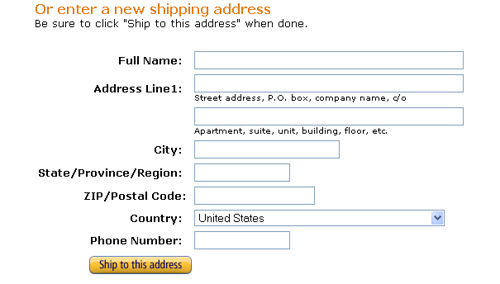 Or enter a new shipping address
Be sure to click "Ship to this address" when done.
Full Name:
Address Line1:
Street address, P.O. box, company name, c/o
Apartment, suite, unit, building, floor, etc.
City:
State/Province/Region:
ZIP/Postal Code:
Country: United States
Phone Number:
Ship to this address